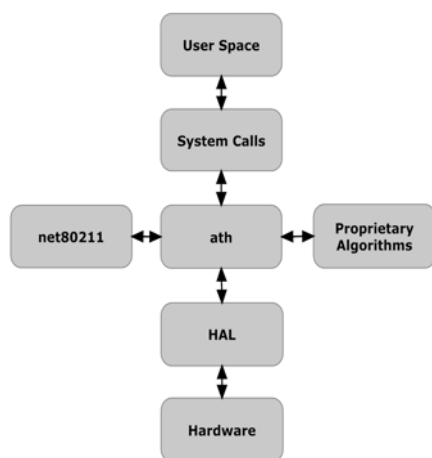 User Space
System Calls
net80211
ath
Proprietary
Algorithms
HAL
Hardware